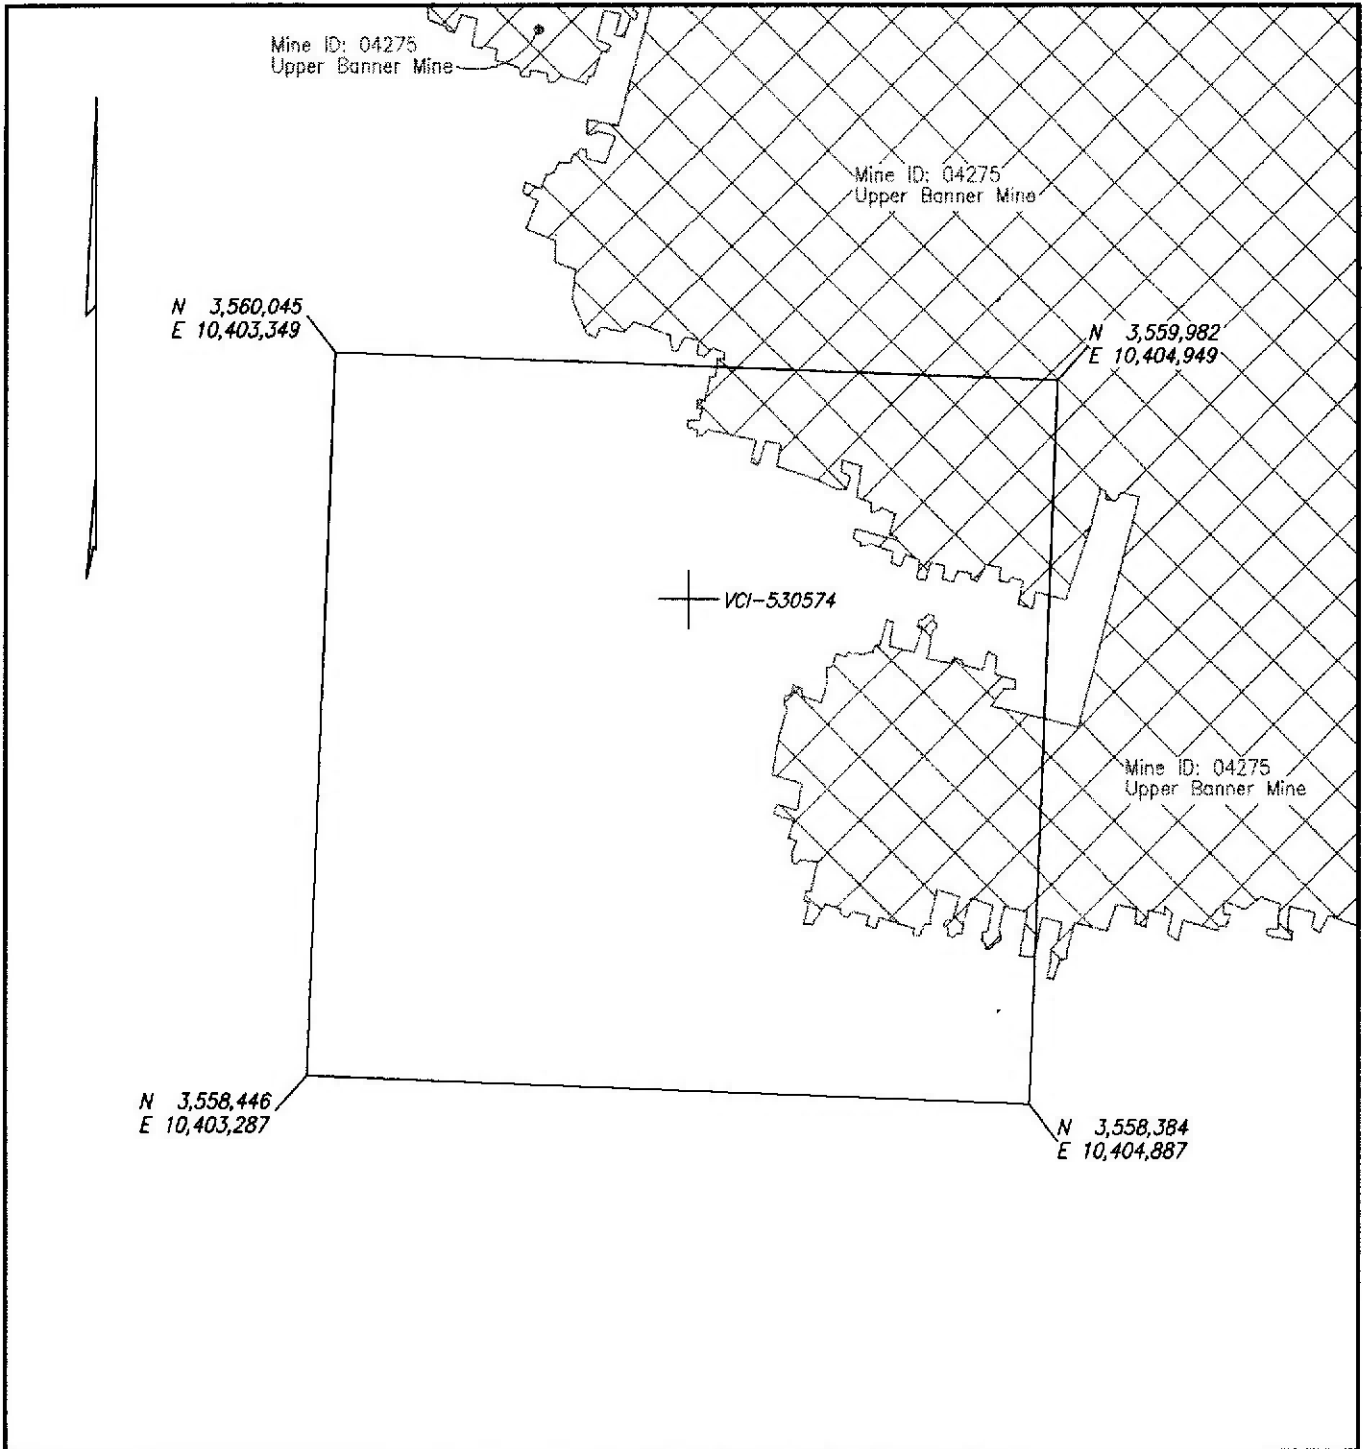 Mine ID: 04275
Upper Banner Mine
Mine ID: 04275
Upper Banner Mine
N 3,560,045
E 10,403,349
N 3,559,982
E 10,404,949
VCI-530574
Mine ID: 04275
Upper Banner Mine
N 3,558,446
E 10,403,287
N 3,558,384
E 10,404,887